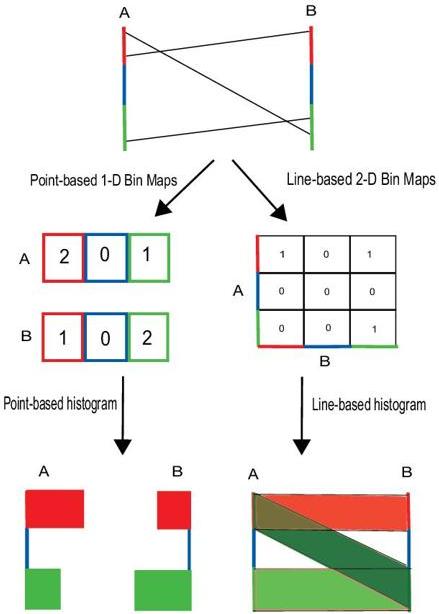 A B
Point-based 1-D Bin Maps Line-based 2-D Bin Maps
A 2 0 1
B 1 0 2
A
1 0 1
0 0 0
0 0 1
B
Point-based histogram Line-based histogram
A B A B